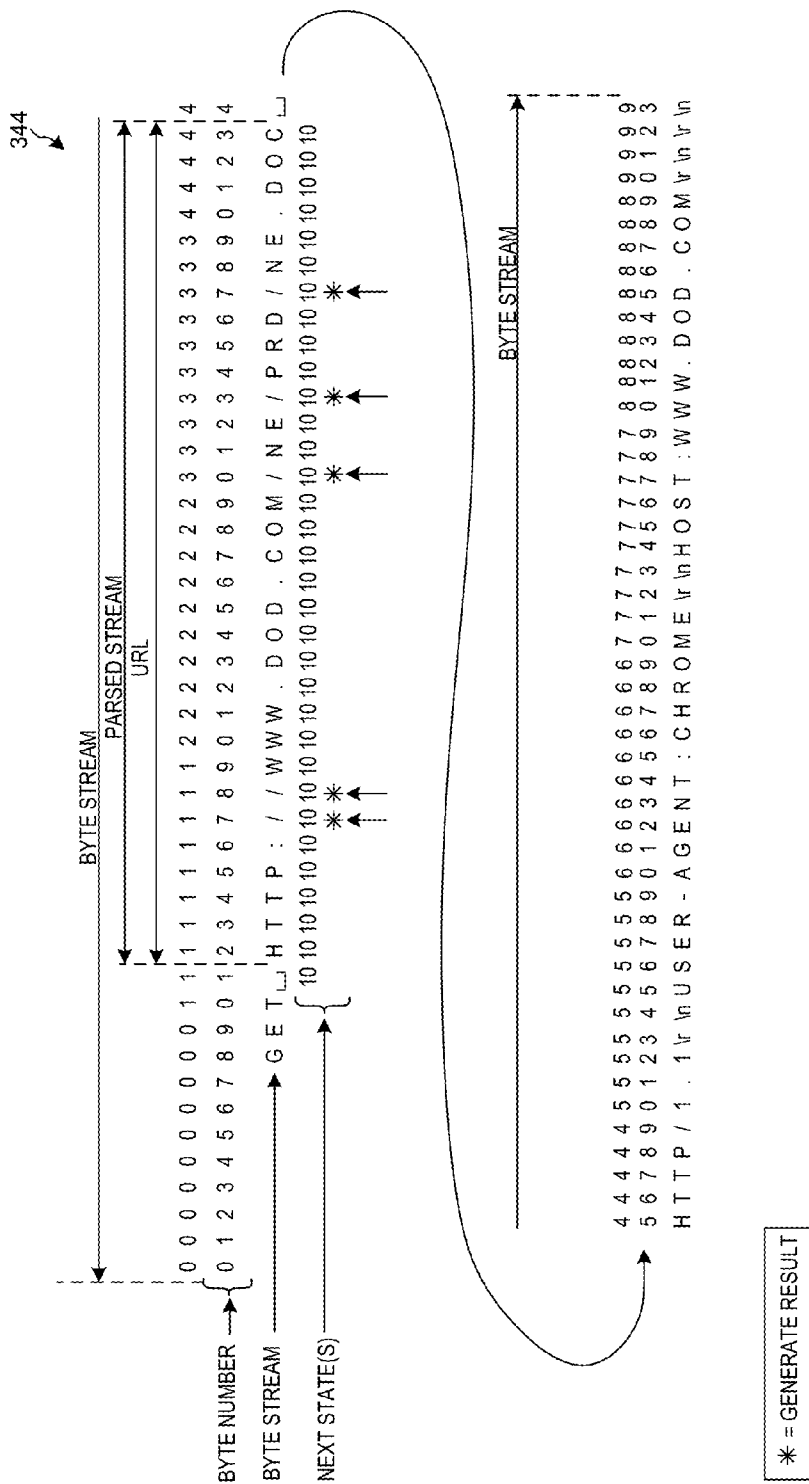 344
BYTE STREAM
PARSED STREAM
URL
0 0 0 0 0 0 0 0 0 0 1 1 1 1 1 1 1 1 1 1 2 2 2 2 2 2 2 2 2 2 3 3 3 3 3 3 3 3 3 3 4 4 4 4 4
BYTE NUMBER 0 1 2 3 4 5 6 7 8 9 0 1 2 3 4 5 6 7 8 9 0 1 2 3 4 5 6 7 8 9 0 1 2 3 4 5 6 7 8 9 0 1 2 3 4
BYTE STREAM G E T ␣ H T T P : / / W W W . D O D . C O M / N E / P R D / N E . D O C ␣
NEXT STATE(S) 10 10 10 10 10 10 10 10 10 10 10 10 10 10 10 10 10 10 10 10 10 10 10 10 10 10 10 10 10 10 10 10 10
* * * * *
BYTE STREAM
4 4 4 4 4 5 5 5 5 5 5 5 5 5 5 6 6 6 6 6 6 6 6 6 6 7 7 7 7 7 7 7 7 7 7 8 8 8 8 8 8 8 8 8 8 9 9 9 9
5 6 7 8 9 0 1 2 3 4 5 6 7 8 9 0 1 2 3 4 5 6 7 8 9 0 1 2 3 4 5 6 7 8 9 0 1 2 3 4 5 6 7 8 9 0 1 2 3
H T T P / 1 . 1 \r \n U S E R - A G E N T : C H R O M E \r \n H O S T : W W W . D O D . C O M \r \n \r \n
* = GENERATE RESULT